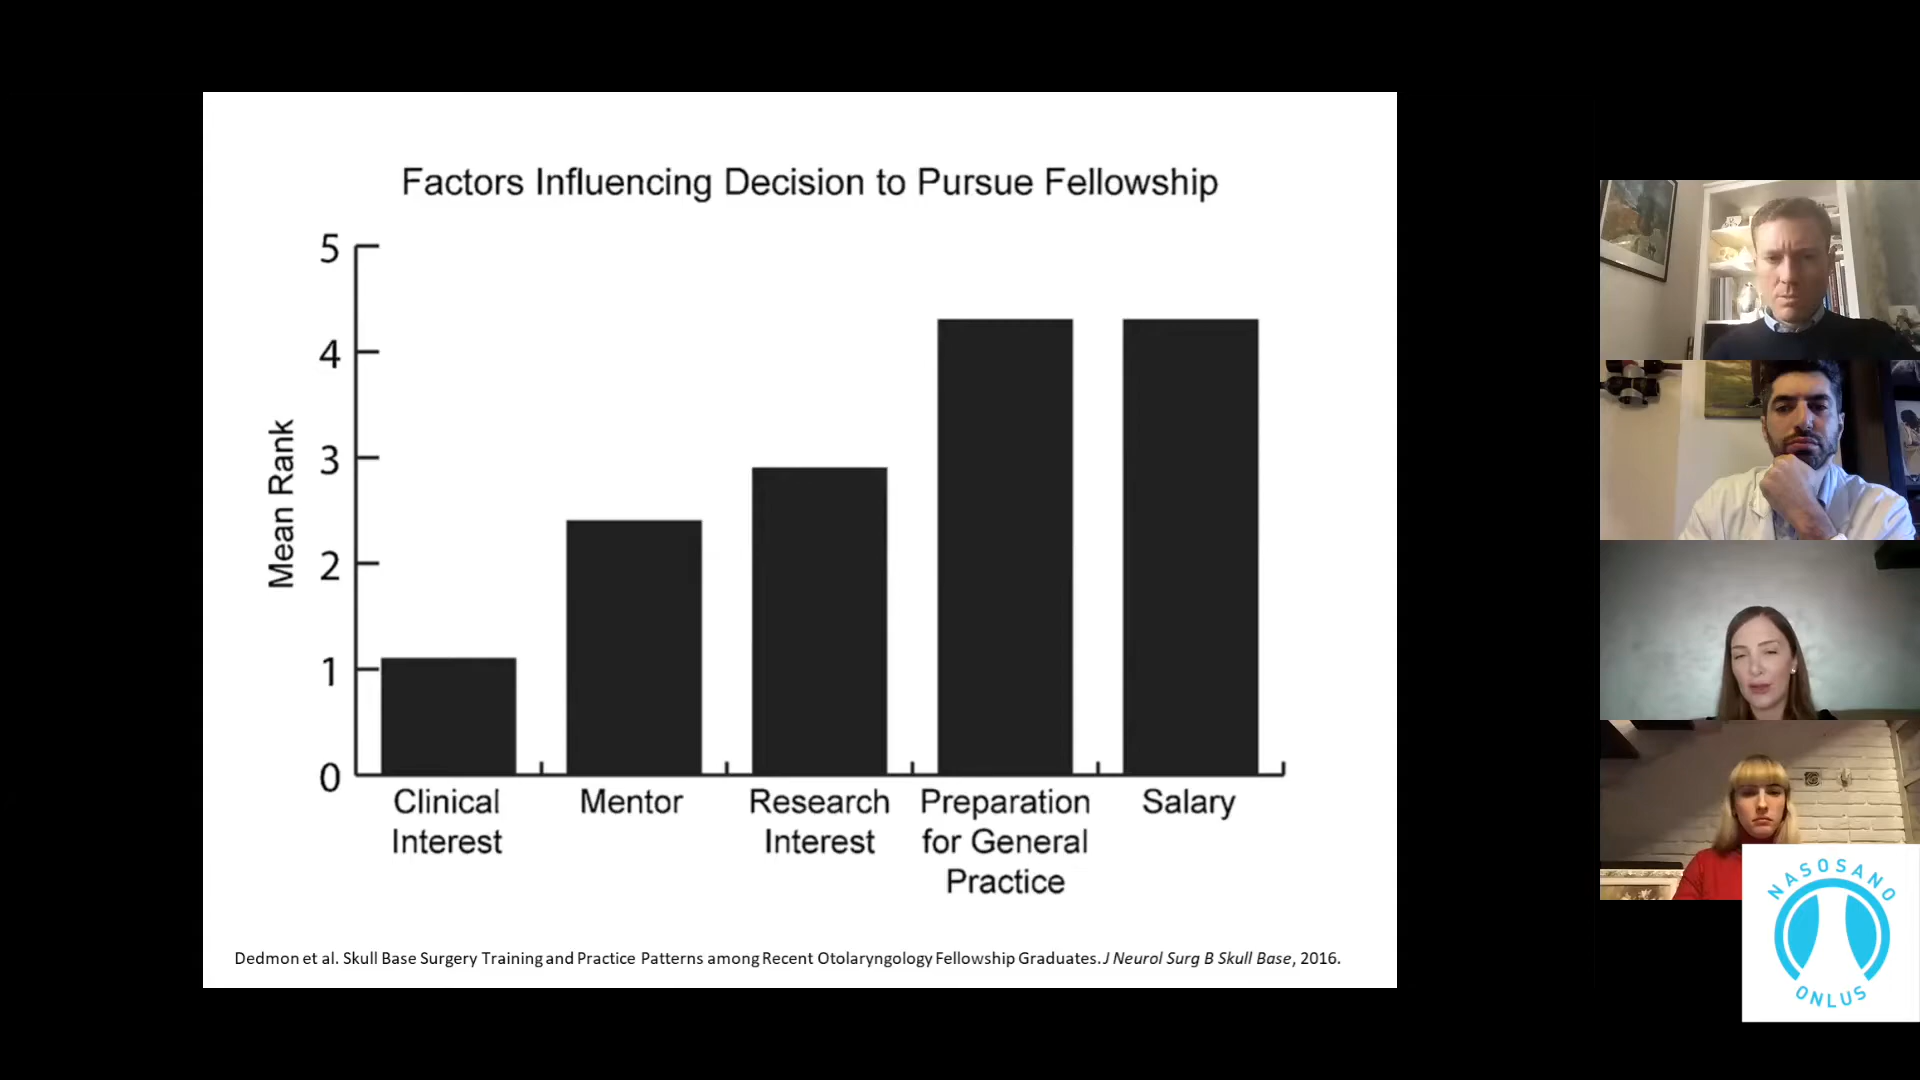 Factors Influencing Decision to Pursue Fellowship
5
4
3
2
1
0
Mean Rank
Clinical
Interest
Mentor
Research
Interest
Preparation
for General
Practice
Salary
Dedmon et al. Skull Base Surgery Training and Practice Patterns among Recent Otolaryngology Fellowship Graduates. J Neurol Surg B Skull Base, 2016.
NASOSANO
ONLUS